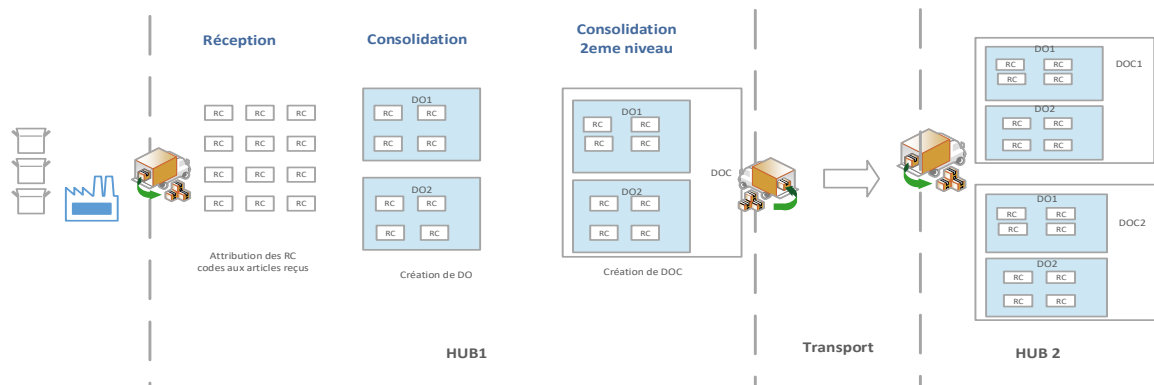 Réception
Consolidation
Consolidation
2eme niveau
RC RC RC
RC RC RC
RC RC RC
RC RC RC
Attribution des RC
codes aux articles reçus
DO1
RC RC
RC RC
DO2
RC RC
RC RC
Création de DO
DO1
RC RC
RC RC
DO2
RC RC
RC RC
DOC
Création de DOC
HUB1
Transport
DO1
RC RC
RC RC
DO2
RC RC
RC RC
DOC1
DO1
RC RC
RC RC
DO2
RC RC
RC RC
DOC2
HUB 2